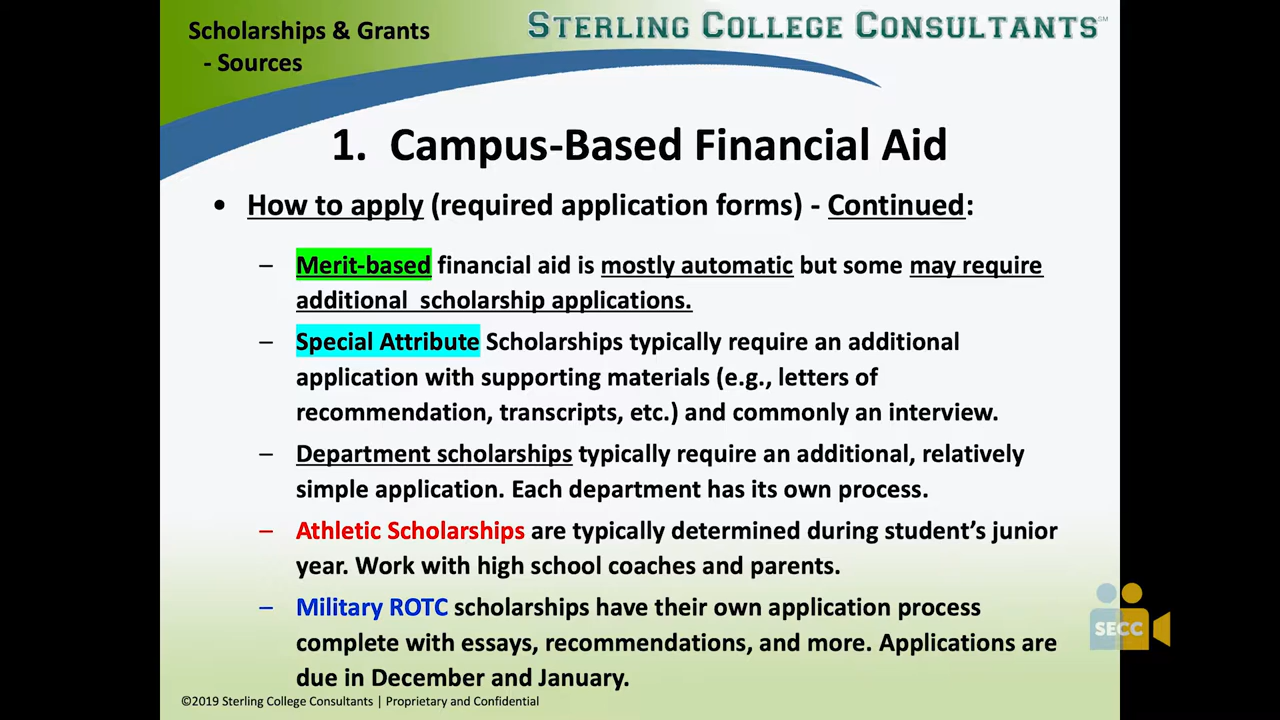 Scholarships & Grants
- Sources
STERLING COLLEGE CONSULTANTS℠
1. Campus-Based Financial Aid
• How to apply (required application forms) - Continued:
– Merit-based financial aid is mostly automatic but some may require
additional scholarship applications.
– Special Attribute Scholarships typically require an additional
application with supporting materials (e.g., letters of
recommendation, transcripts, etc.) and commonly an interview.
– Department scholarships typically require an additional, relatively
simple application. Each department has its own process.
– Athletic Scholarships are typically determined during student's junior
year. Work with high school coaches and parents.
– Military ROTC scholarships have their own application process
complete with essays, recommendations, and more. Applications are
due in December and January.
SECC
©2019 Sterling College Consultants | Proprietary and Confidential